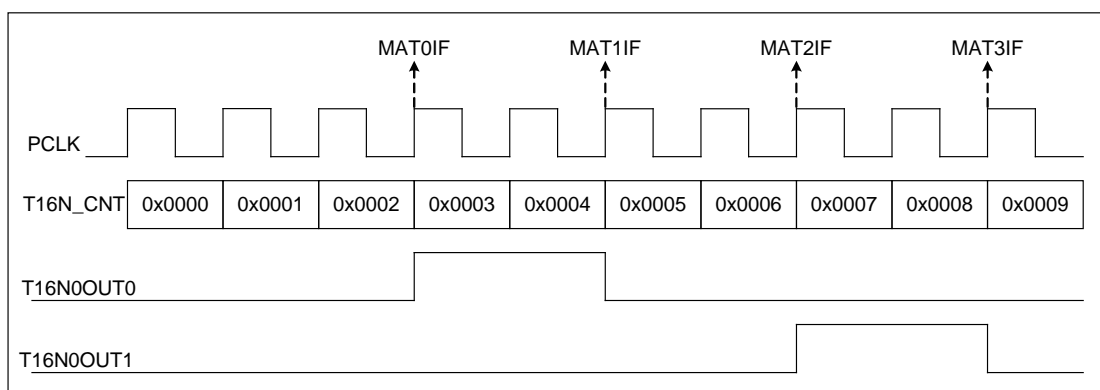 MAT0IF MAT1IF MAT2IF MAT3IF
PCLK
T16N_CNT 0x0000 0x0001 0x0002 0x0003 0x0004 0x0005 0x0006 0x0007 0x0008 0x0009
T16N0OUT0
T16N0OUT1